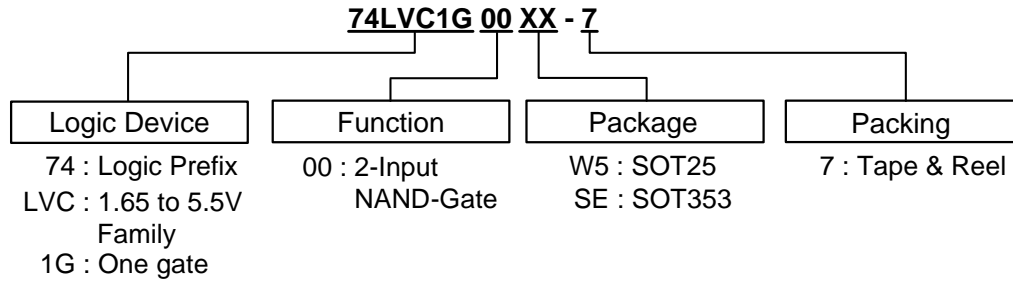 74LVC1G 00 XX - 7
Logic Device
Function
Package
Packing
74 : Logic Prefix
LVC : 1.65 to 5.5V
Family
1G : One gate
00 : 2-Input
NAND-Gate
W5 : SOT25
SE : SOT353
7 : Tape & Reel